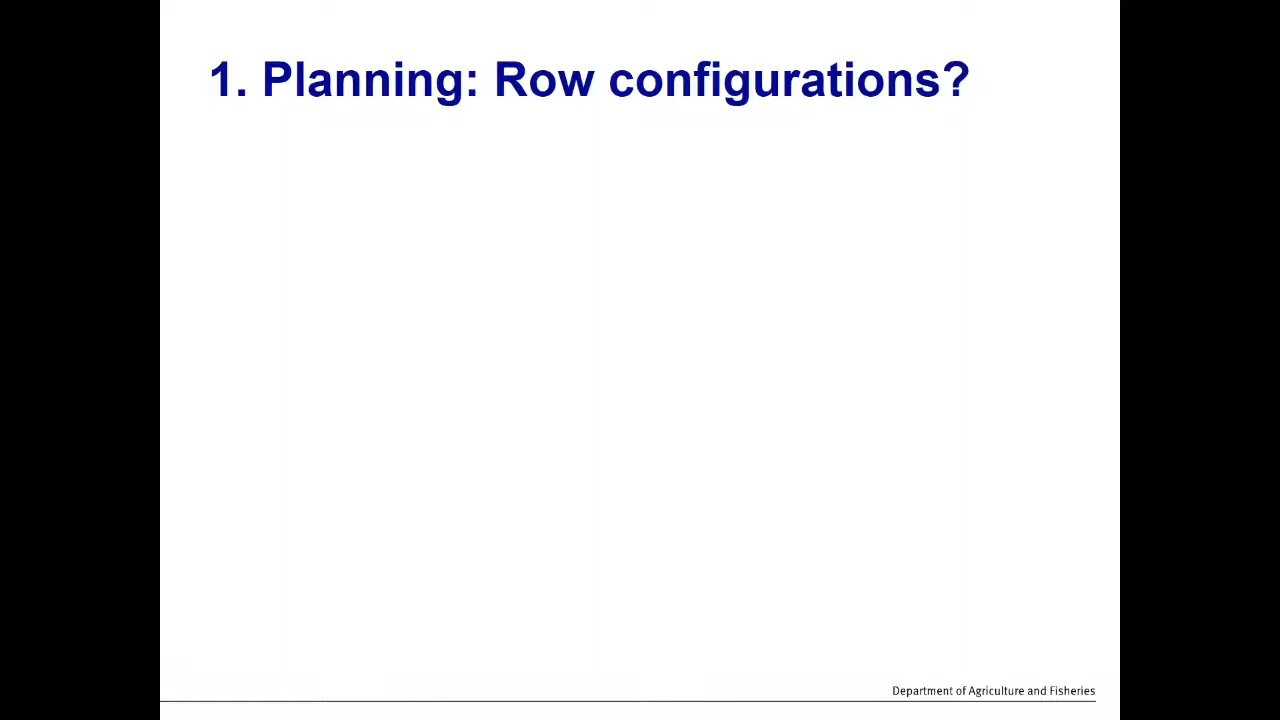 1. Planning: Row configurations?
Department of Agriculture and Fisheries